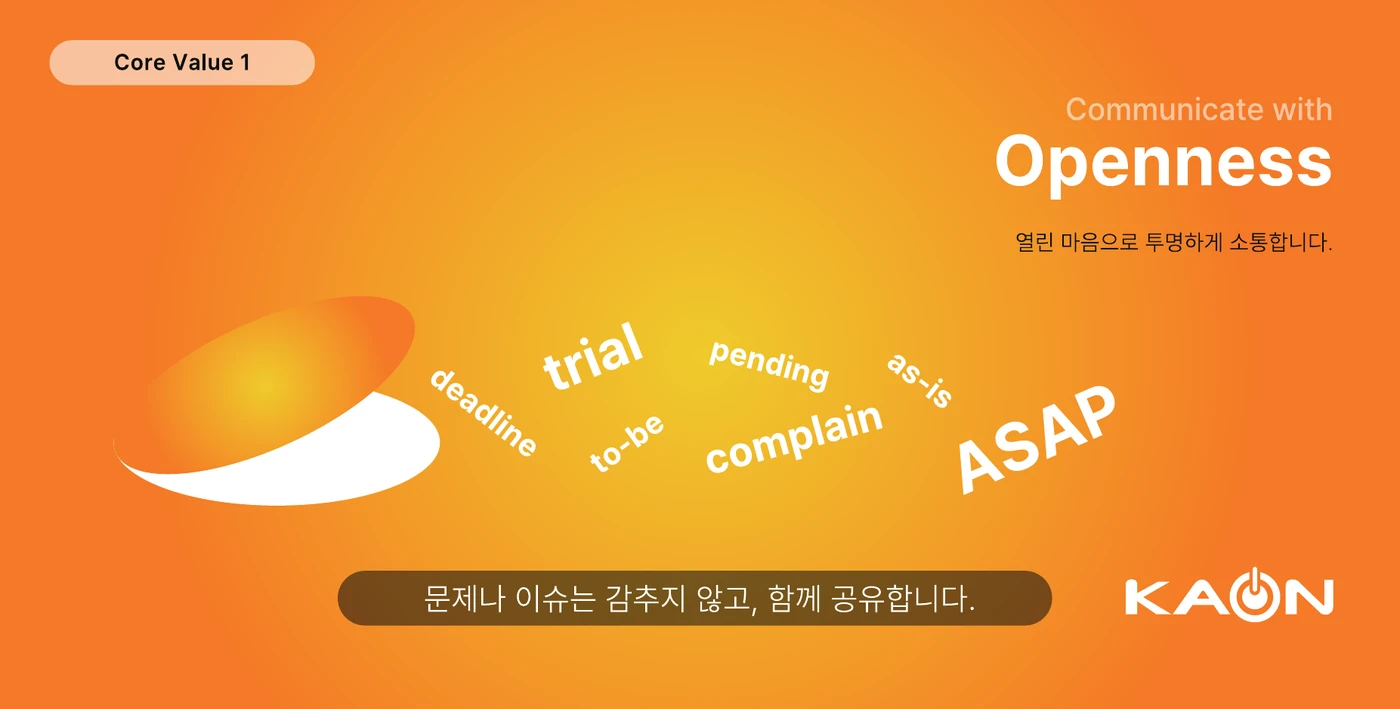 Core Value 1
Communicate with
Openness
열린 마음으로 투명하게 소통합니다.
deadline
trial
to-be
pending
complain
as-is
ASAP
문제나 이슈는 감추지 않고, 함께 공유합니다.
KAON